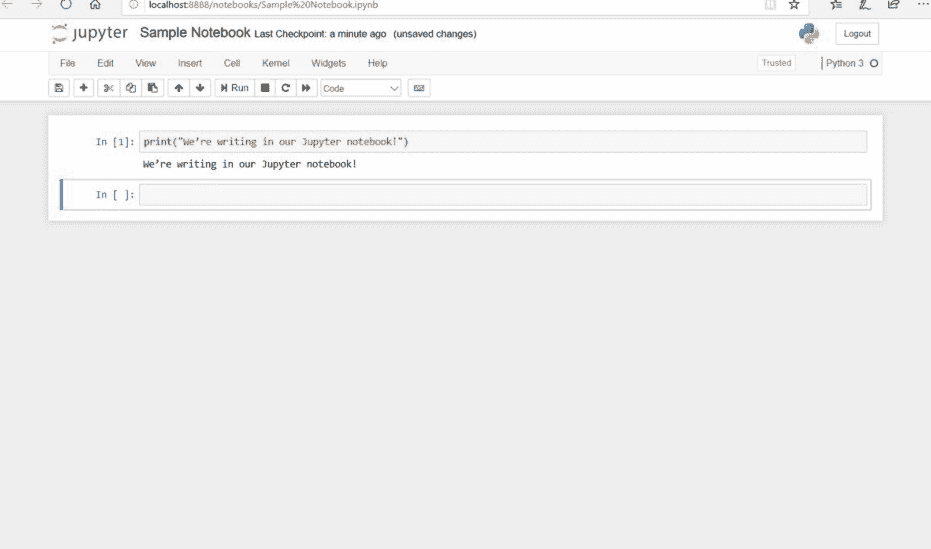 localhost:8888/notebooks/Sample%20Notebook.ipynb
jupyter Sample Notebook Last Checkpoint: a minute ago (unsaved changes) Logout
File Edit View Insert Cell Kernel Widgets Help Trusted Python 3
Run Code
In [1]: print("We’re writing in our Jupyter notebook!")
We’re writing in our Jupyter notebook!
In [ ]: